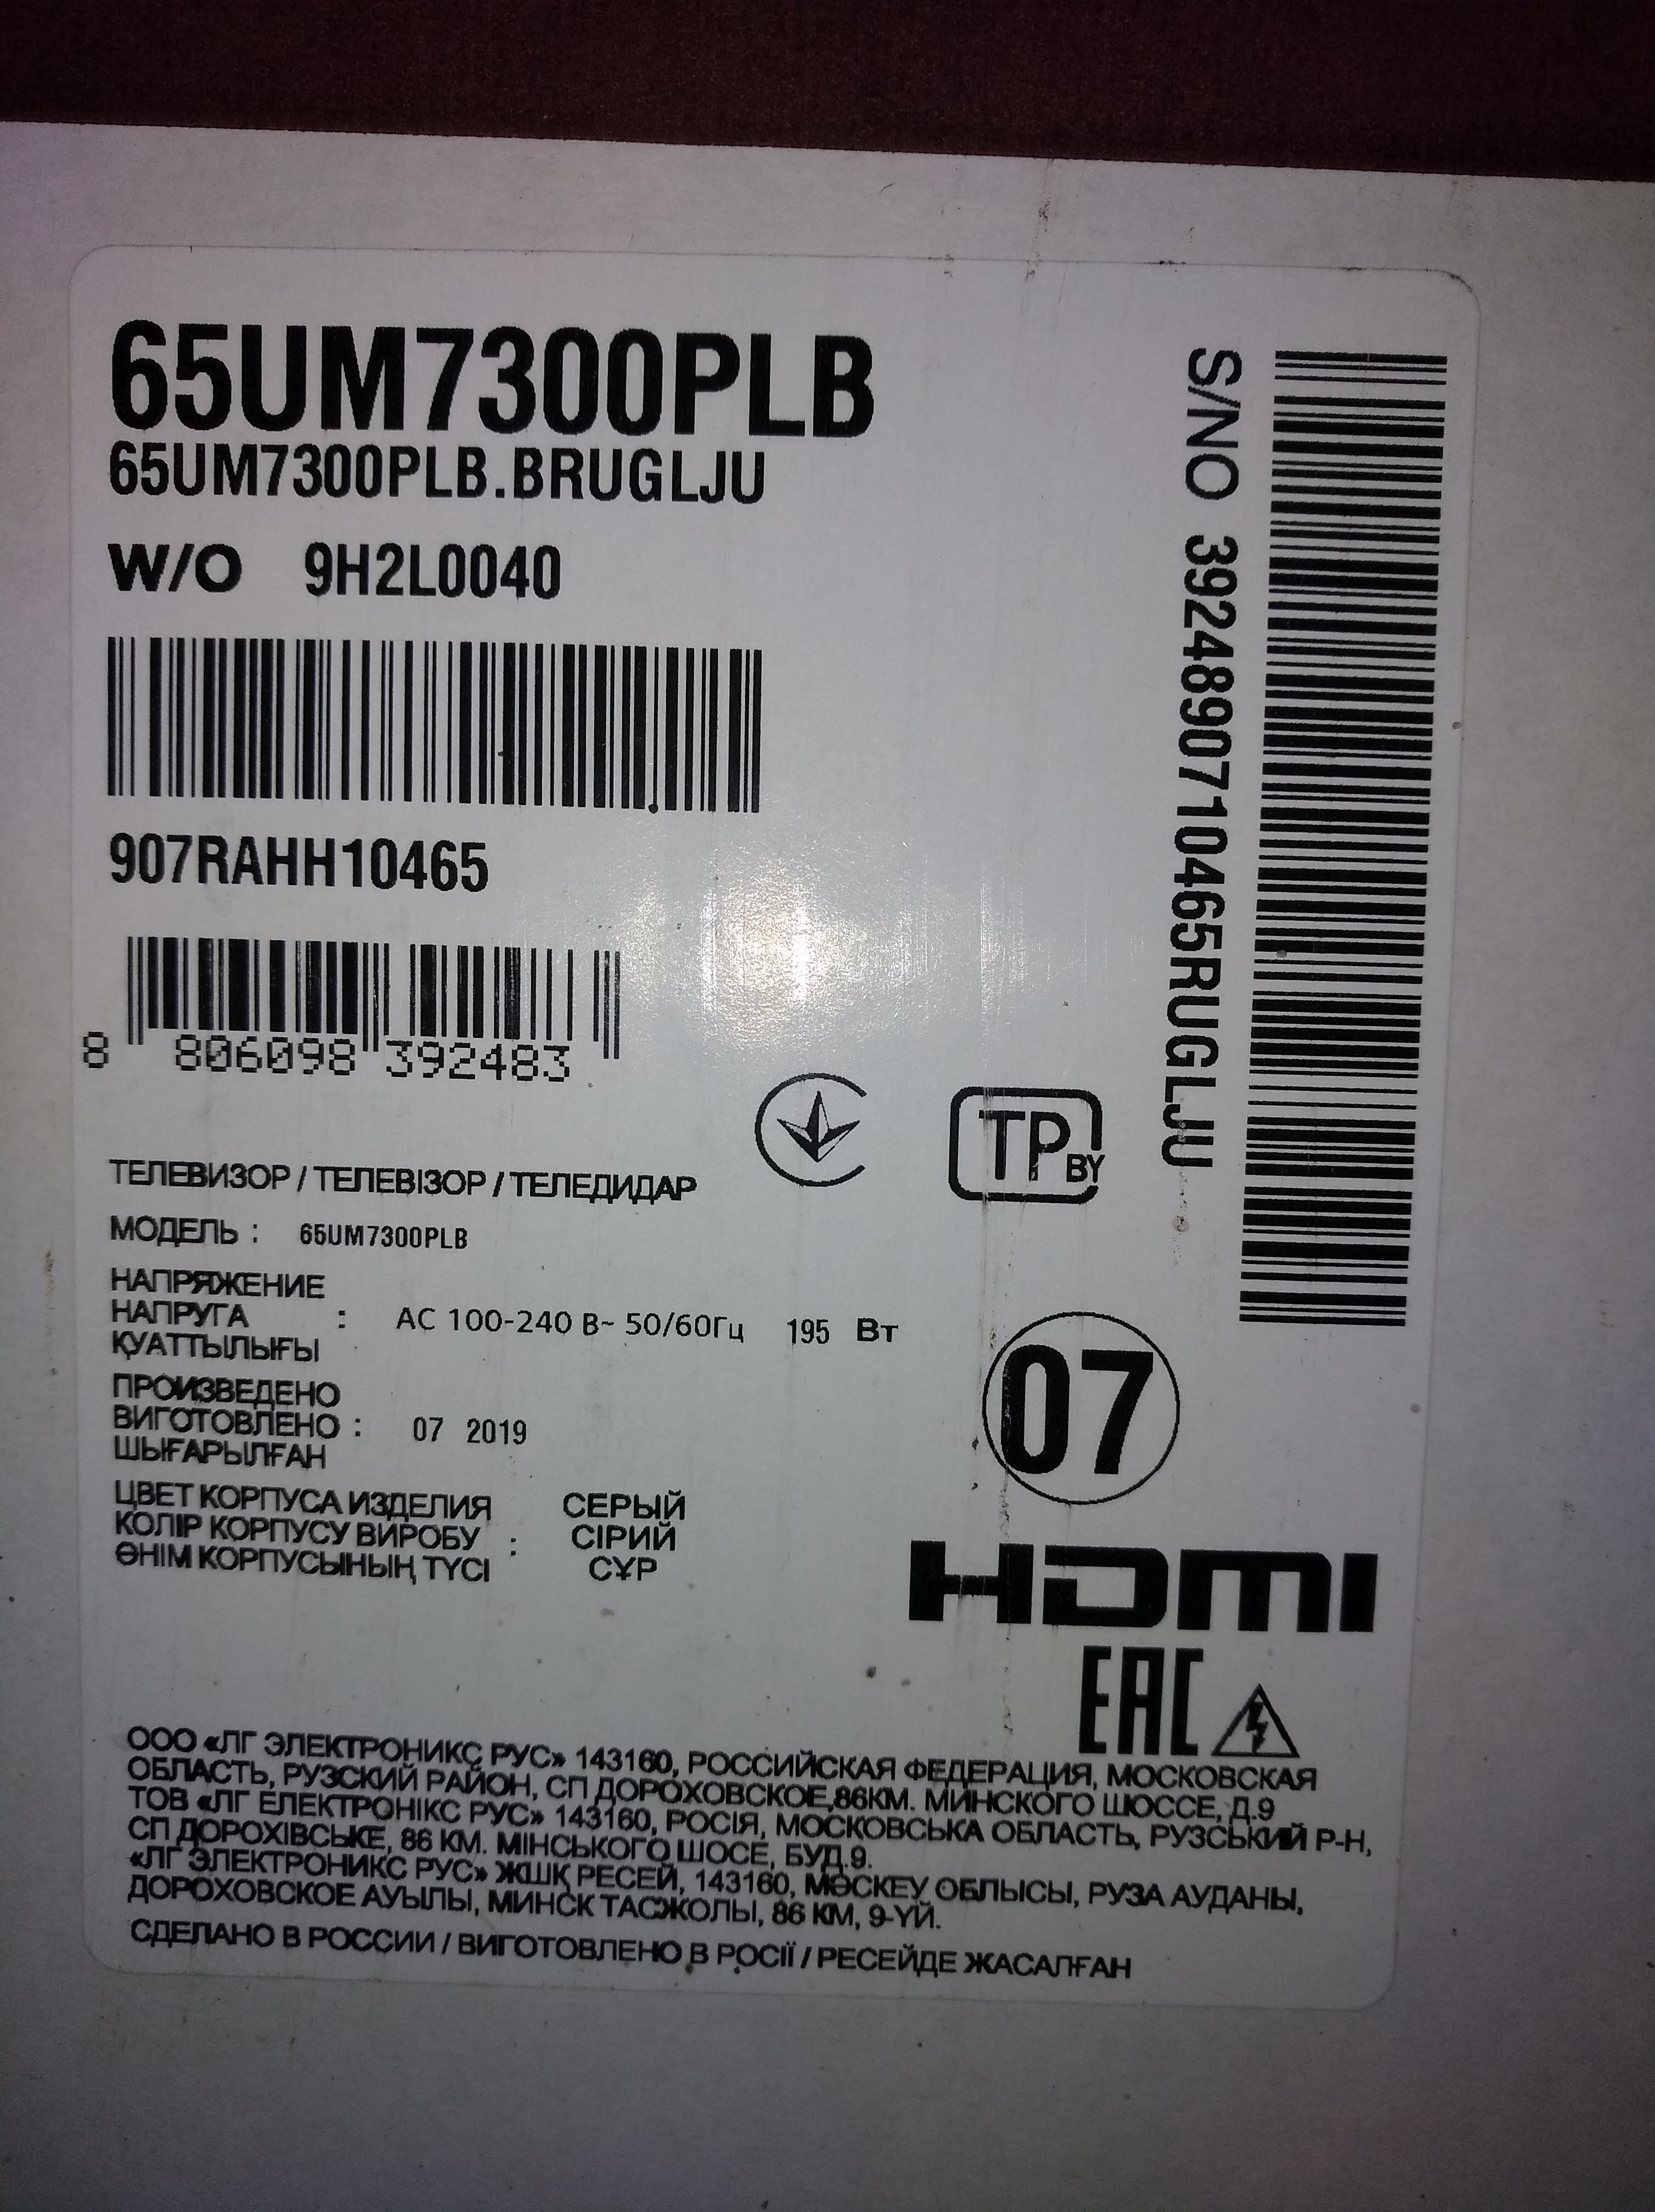 65UM7300PLB
65UM7300PLB.BRUGLJU
W/O 9H2L0040
907RAHH10465
8 806098 392483
S/NO 3924890710465RUGLJU
TP BY
ТЕЛЕВИЗОР / ТЕЛЕВІЗОР / ТЕЛЕДИДАР
МОДЕЛЬ : 65UM7300PLB
НАПРЯЖЕНИЕ
НАПРУГА : AC 100-240 В~ 50/60Гц 195 Вт
ҚУАТТЫЛЫҒЫ
ПРОИЗВЕДЕНО
ВИГОТОВЛЕНО : 07 2019
ШЫҒАРЫЛҒАН
07
ЦВЕТ КОРПУСА ИЗДЕЛИЯ СЕРЫЙ
КОЛІР КОРПУСУ ВИРОБУ : СІРИЙ
ӨНІМ КОРПУСЫНЫҢ ТҮСІ СҰР
HDMI
EAC
ООО «ЛГ ЭЛЕКТРОНИКС РУС» 143160, РОССИЙСКАЯ ФЕДЕРАЦИЯ, МОСКОВСКАЯ
ОБЛАСТЬ, РУЗСКИЙ РАЙОН, СП ДОРОХОВСКОЕ,86КМ. МИНСКОГО ШОССЕ, Д.9
ТОВ «ЛГ ЕЛЕКТРОНІКС РУС» 143160, РОСІЯ, МОСКОВСЬКА ОБЛАСТЬ, РУЗСЬКИЙ Р-Н,
СП ДОРОХІВСЬКЕ, 86 КМ. МІНСЬКОГО ШОСЕ, БУД.9.
«ЛГ ЭЛЕКТРОНИКС РУС» ЖШҚ РЕСЕЙ, 143160, МӘСКЕУ ОБЛЫСЫ, РУЗА АУДАНЫ,
ДОРОХОВСКОЕ АУЫЛЫ, МИНСК ТАСЖОЛЫ, 86 КМ, 9-ҮЙ.
СДЕЛАНО В РОССИИ / ВИГОТОВЛЕНО В РОСІЇ / РЕСЕЙДЕ ЖАСАЛҒАН